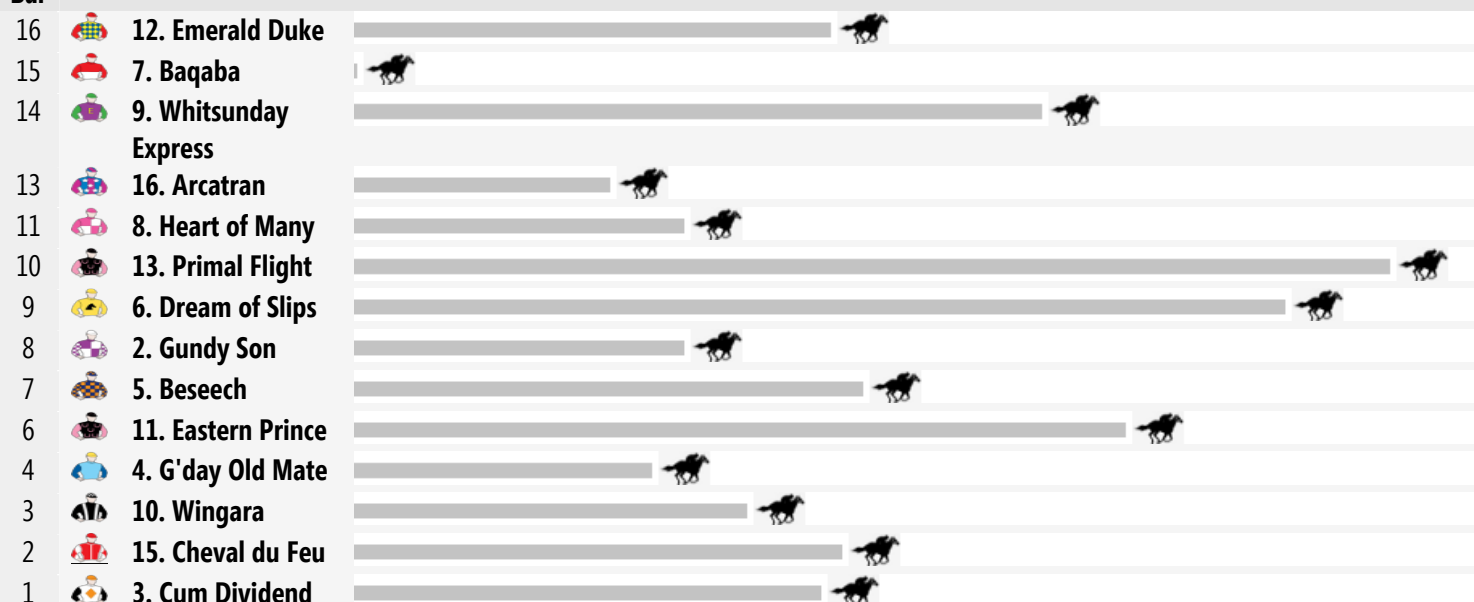 Bar
16 12. Emerald Duke
15 7. Baqaba
14 9. Whitsunday
Express
13 16. Arcatran
11 8. Heart of Many
10 13. Primal Flight
9 6. Dream of Slips
8 2. Gundy Son
7 5. Beseech
6 11. Eastern Prince
4 4. G'day Old Mate
3 10. Wingara
2 15. Cheval du Feu
1 3. Cum Dividend